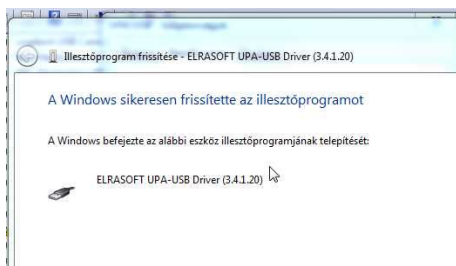 Illesztőprogram frissítése - ELRASOFT UPA-USB Driver (3.4.1.20)
A Windows sikeresen frissítette az illesztőprogramot
A Windows befejezte az alábbi eszköz illesztőprogramjának telepítését:
ELRASOFT UPA-USB Driver (3.4.1.20)